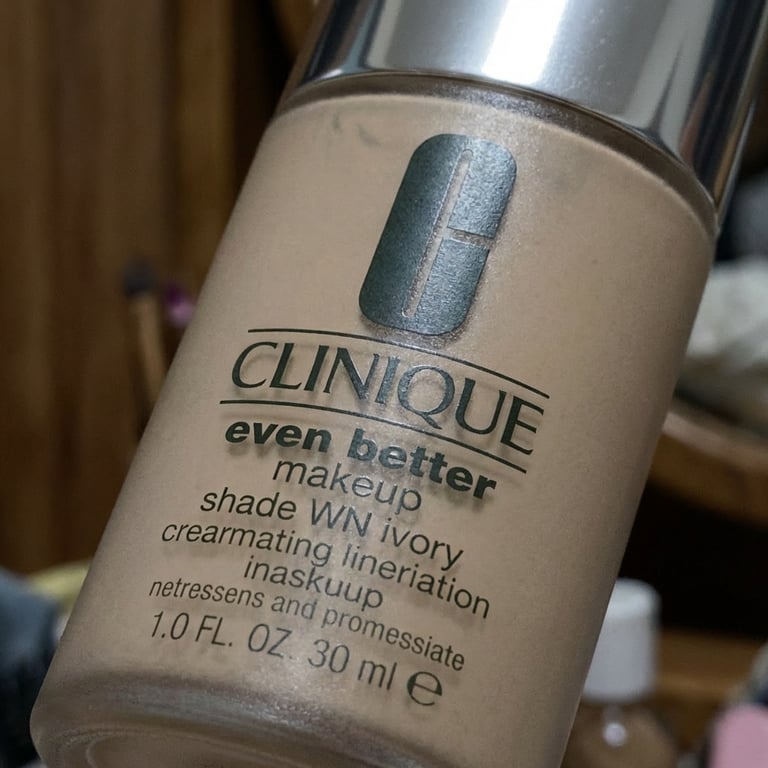 CLINIQUE
even better
makeup
shade WN ivory
crearmating lineriation
inaskuup
netressens and promessiate
1.0 FL. OZ. 30 ml ℮